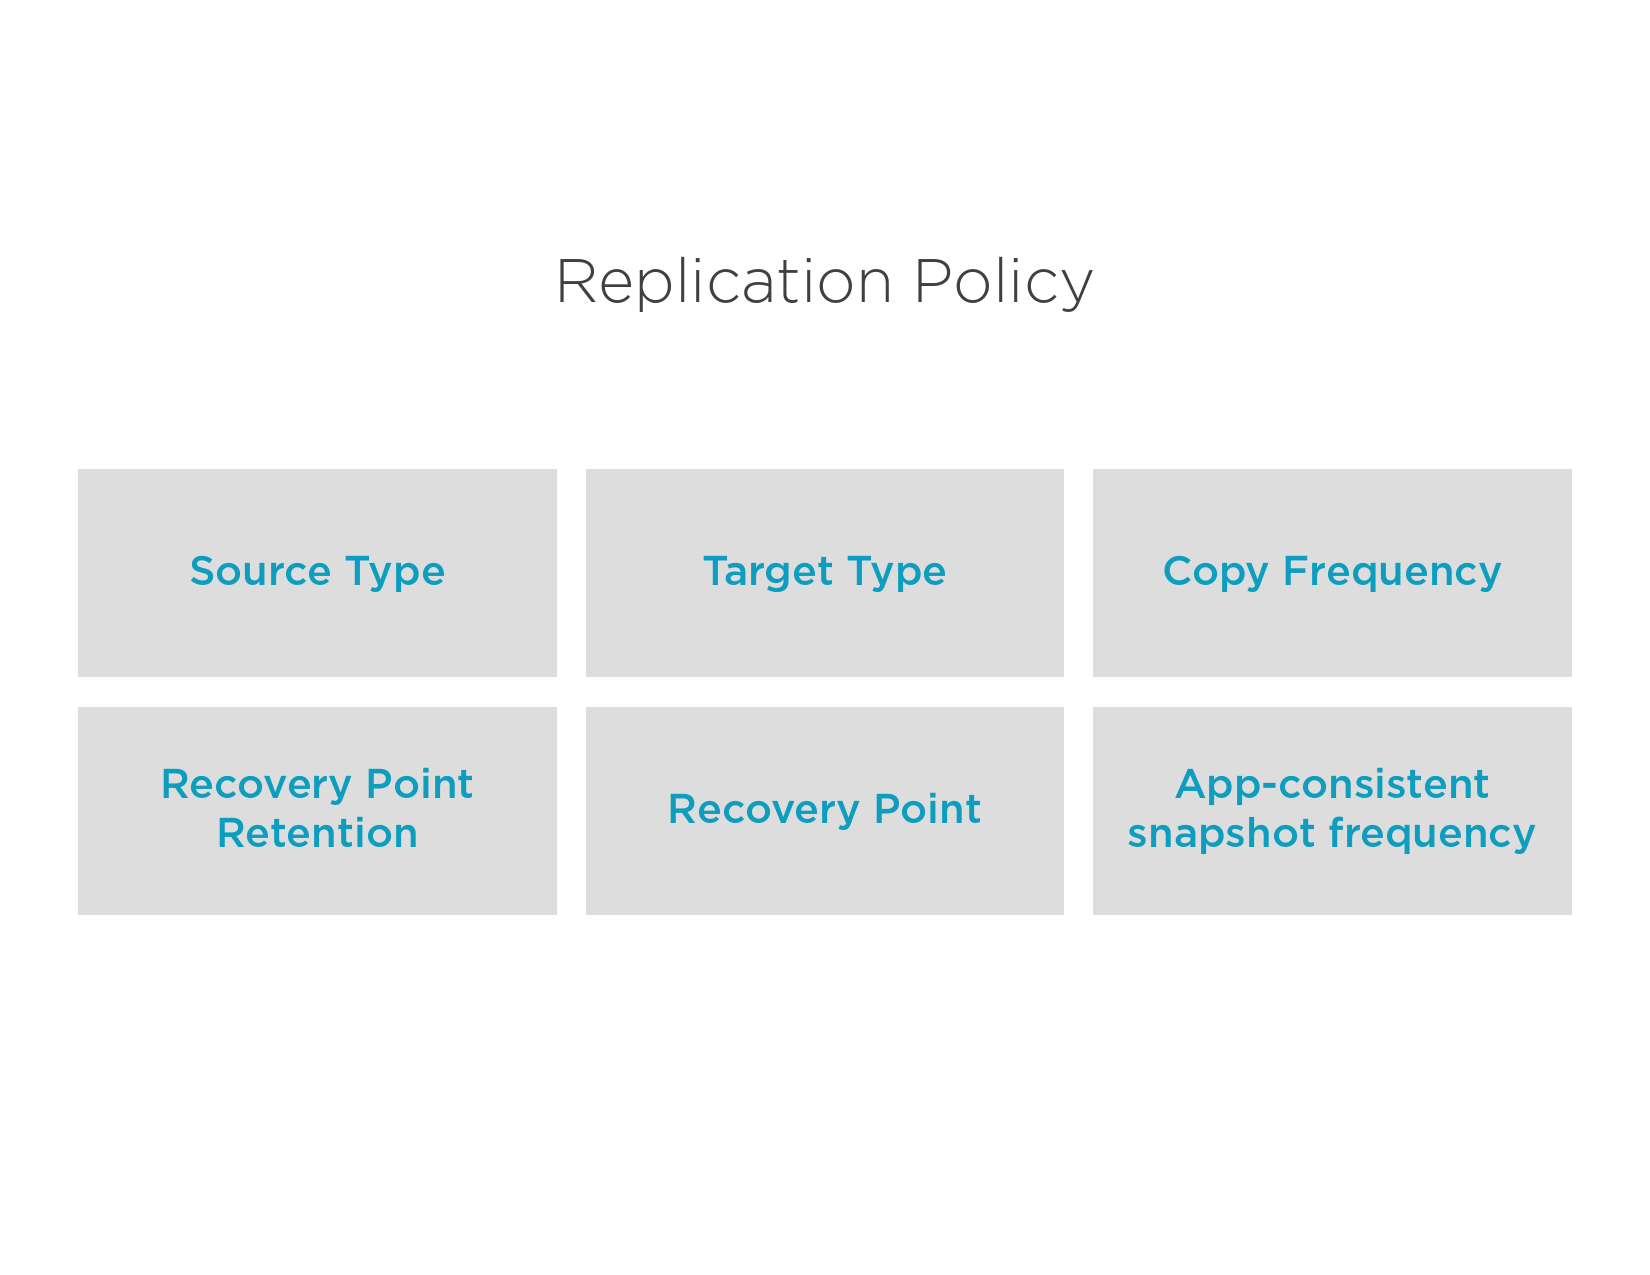 Replication Policy
Source Type
Target Type
Copy Frequency
Recovery Point
Retention
Recovery Point
App-consistent
snapshot frequency